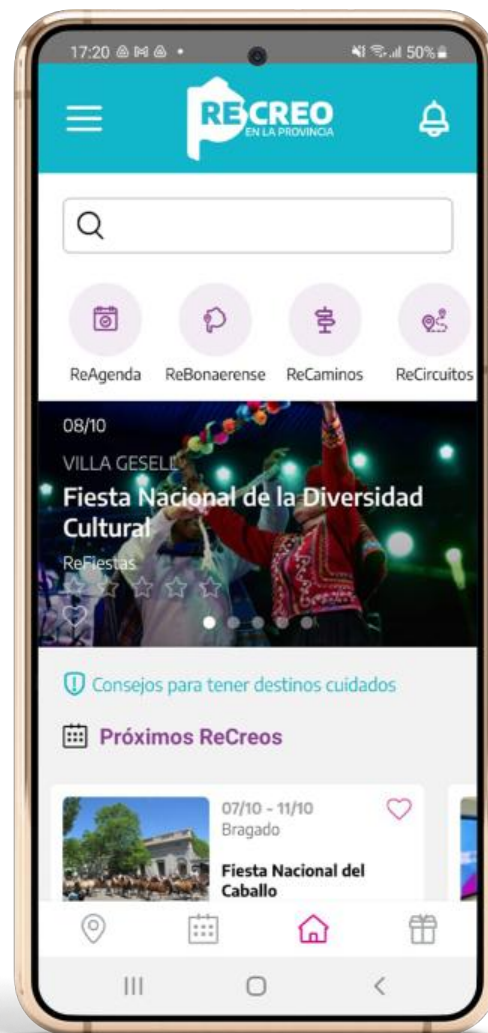 17:20
50%
RECREO
EN LA PROVINCIA
ReAgenda ReBonaerense ReCaminos ReCircuitos
08/10
VILLA GESELL
Fiesta Nacional de la Diversidad
Cultural
ReFiestas
Consejos para tener destinos cuidados
Próximos ReCreos
07/10 - 11/10
Bragado
Fiesta Nacional del
Caballo